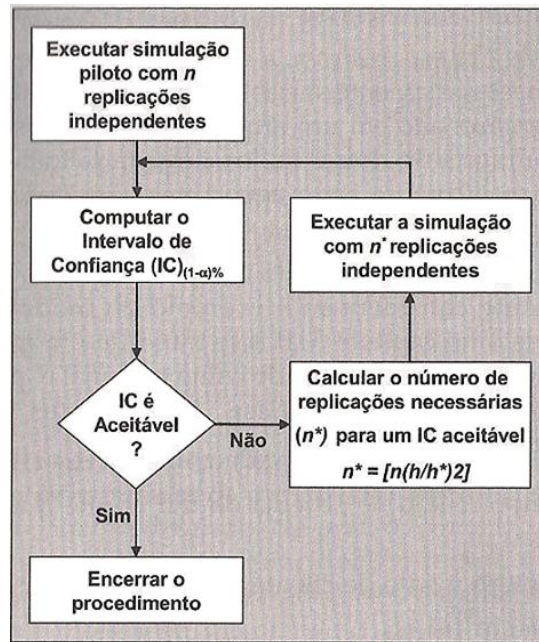 Executar simulação
piloto com n
replicações
independentes
Computar o
Intervalo de
Confiança (IC)(1-α)%
Executar a simulação
com n* replicações
independentes
IC é
Aceitável
?
Não
Calcular o número de
replicações necessárias
(n*) para um IC aceitável
n* = [n(h/h*)2]
Sim
Encerrar o
procedimento